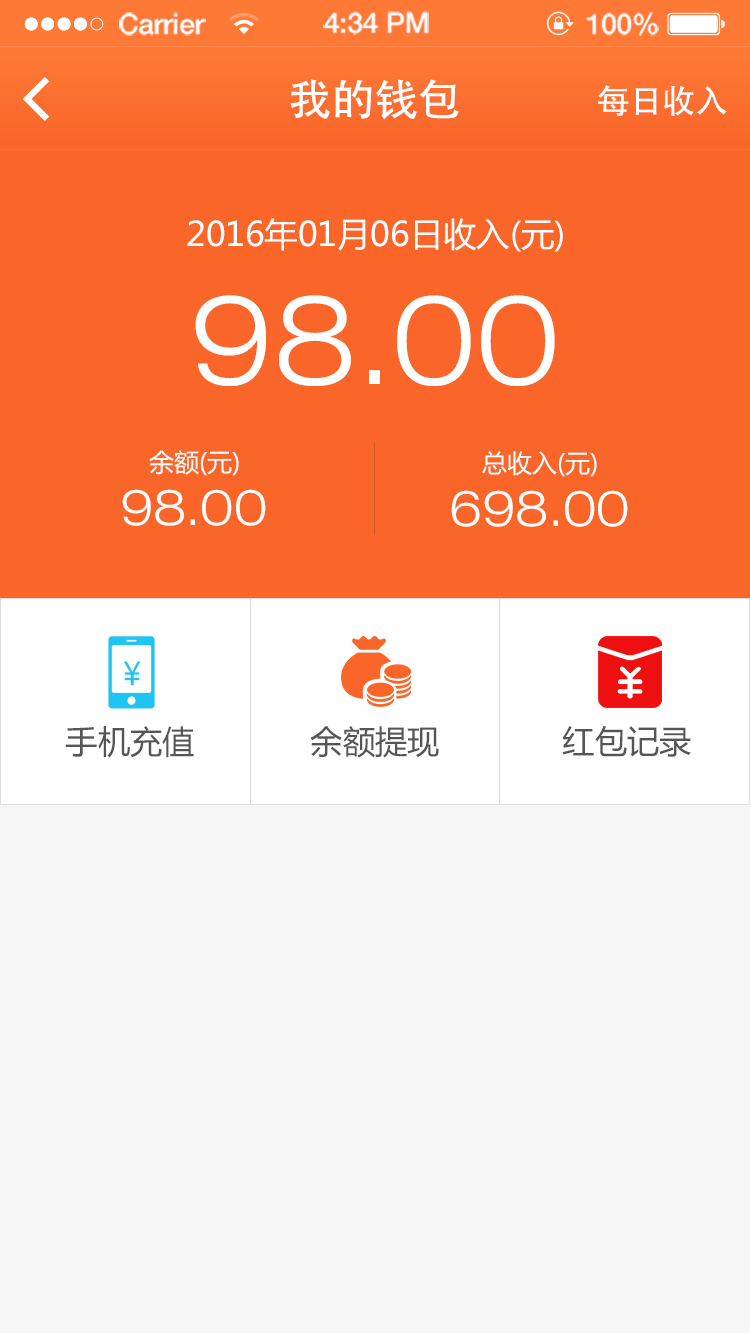 Carrier 4:34 PM 100%
我的钱包 每日收入
2016年01月06日收入(元)
98.00
余额(元) 总收入(元)
98.00 698.00
¥ ¥
手机充值 余额提现 红包记录